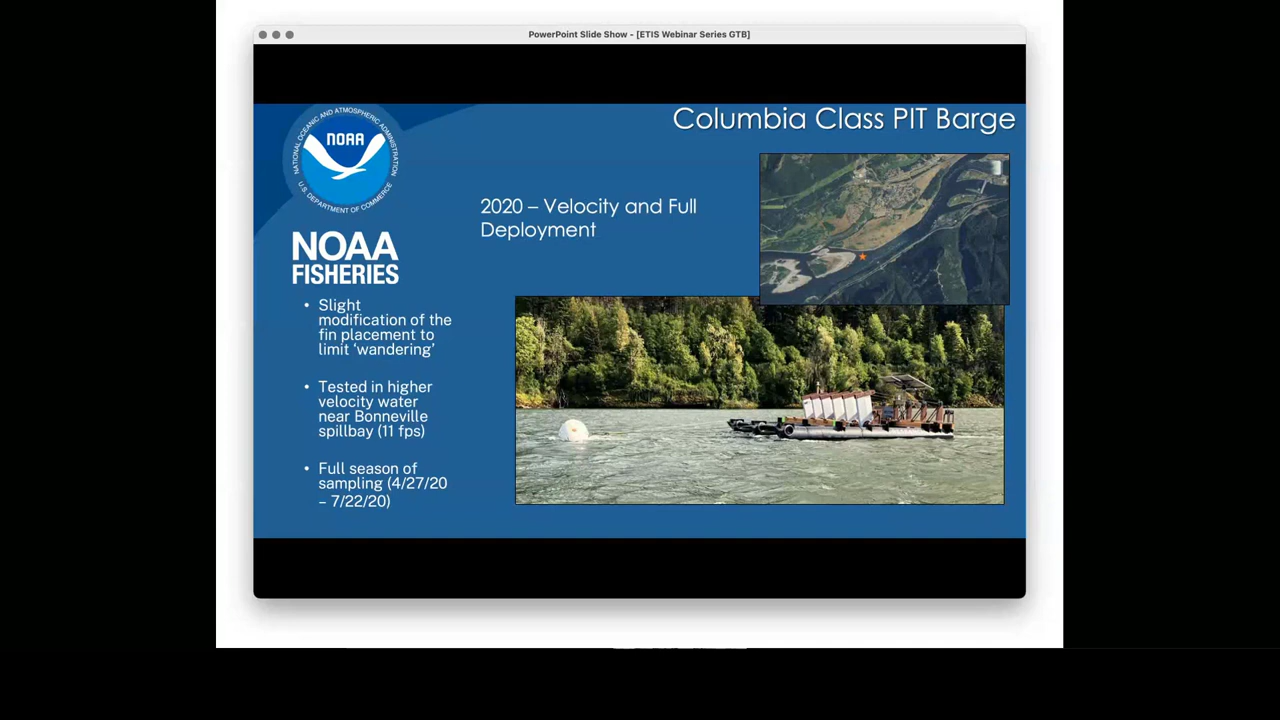 PowerPoint Slide Show - [ETIS Webinar Series GTB]
Columbia Class PIT Barge
NATIONAL OCEANIC AND ATMOSPHERIC ADMINISTRATION
NOAA
U.S. DEPARTMENT OF COMMERCE
NOAA
FISHERIES
2020 – Velocity and Full
Deployment
• Slight
modification of the
fin placement to
limit ‘wandering’
• Tested in higher
velocity water
near Bonneville
spillbay (11 fps)
• Full season of
sampling (4/27/20
– 7/22/20)